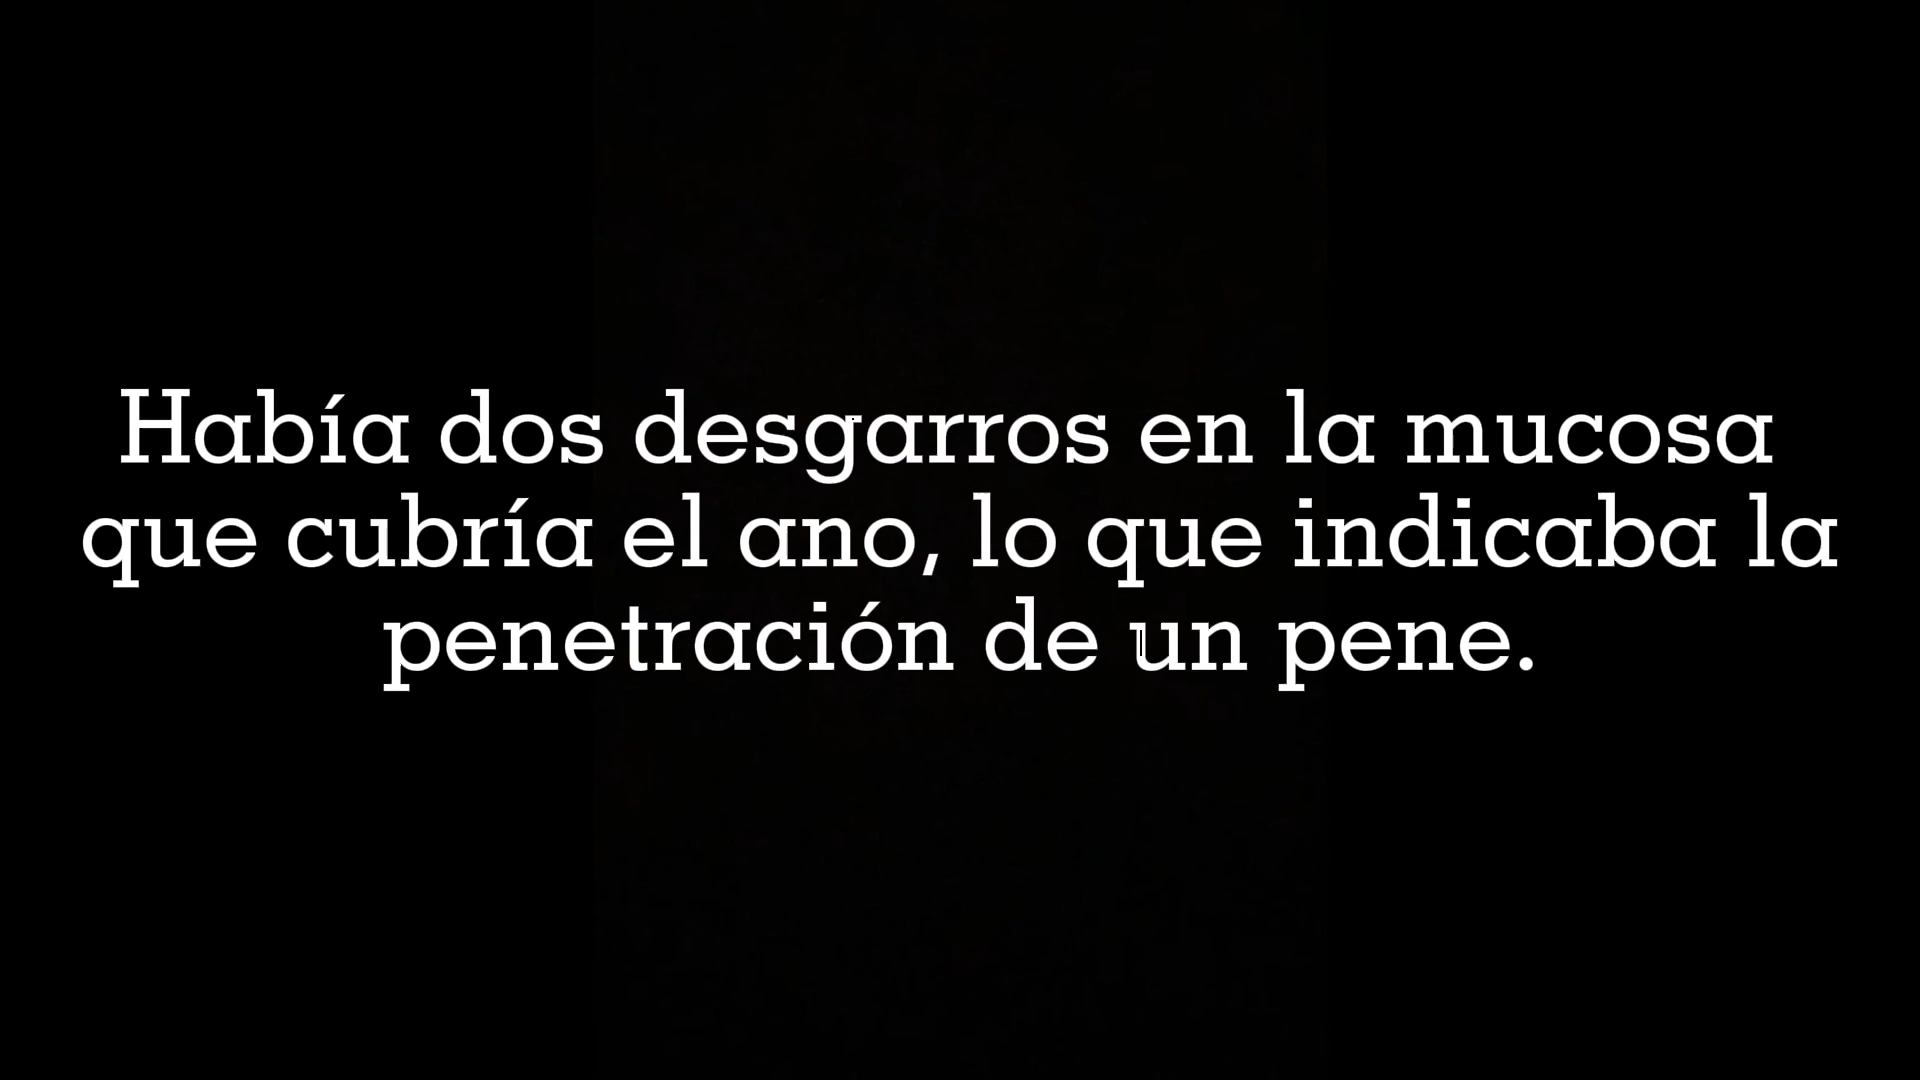 Había dos desgarros en la mucosa
que cubría el ano, lo que indicaba la
penetración de un pene.